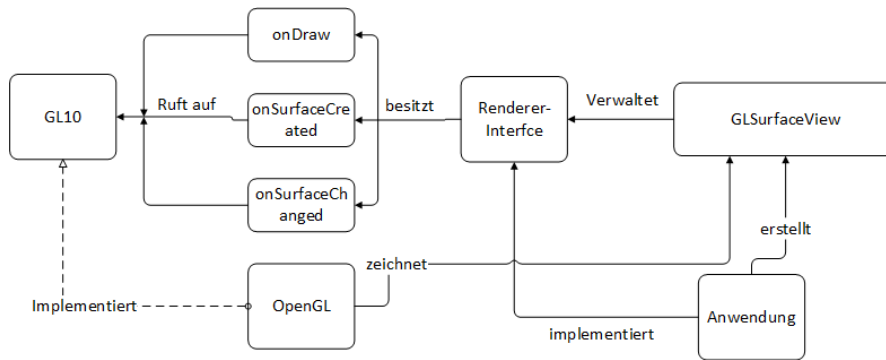 onDraw
GL10
Ruft auf
onSurfaceCre
ated
besitzt
Renderer-
Interfce
Verwaltet
GLSurfaceView
onSurfaceCh
anged
erstellt
zeichnet
Implementiert
OpenGL
implementiert
Anwendung